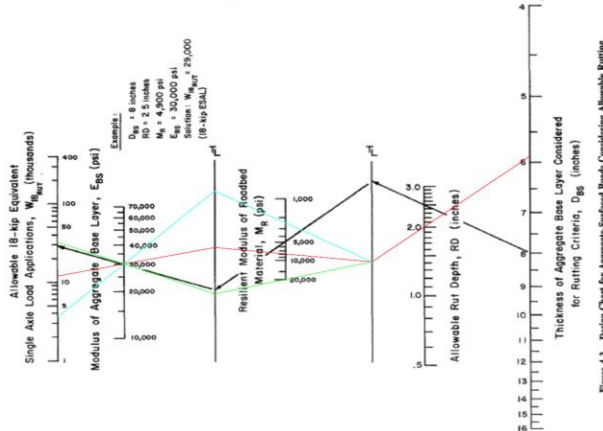 Allowable 18-kip Equivalent
Single Axle Load Applications, W18RUT (thousands)
400
100
50
10
5
1
Modulus of Aggregate Base Layer, EBS (psi)
70,000
60,000
50,000
40,000
30,000
20,000
10,000
Example:
DBS = 8 inches
RD = 2.5 inches
MR = 4,900 psi
EBS = 30,000 psi
Solution: W18RUT = 29,000
(18-kip ESAL)
TL
Resilient Modulus of Roadbed
Material, MR (psi)
1,000
5,000
10,000
20,000
TL
Allowable Rut Depth, RD (inches)
3.0
2.0
1.0
.5
Thickness of Aggregate Base Layer Considered
for Rutting Criteria, DBS (inches)
4
5
6
7
8
9
10
11
12
13
14
15
16
Design Chart for Aggregate Surfaced Roads Considering Allowable Rutting